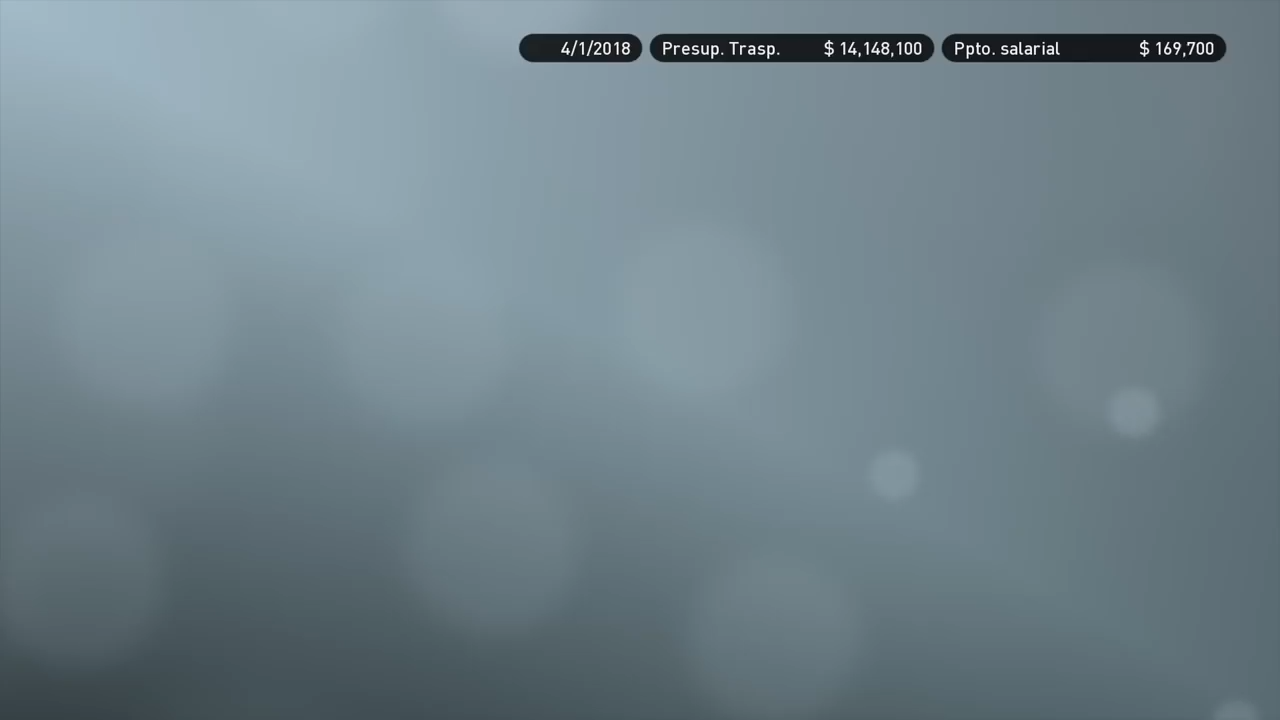 4/1/2018 Presup. Trasp. $ 14,148,100 Ppto. salarial $ 169,700